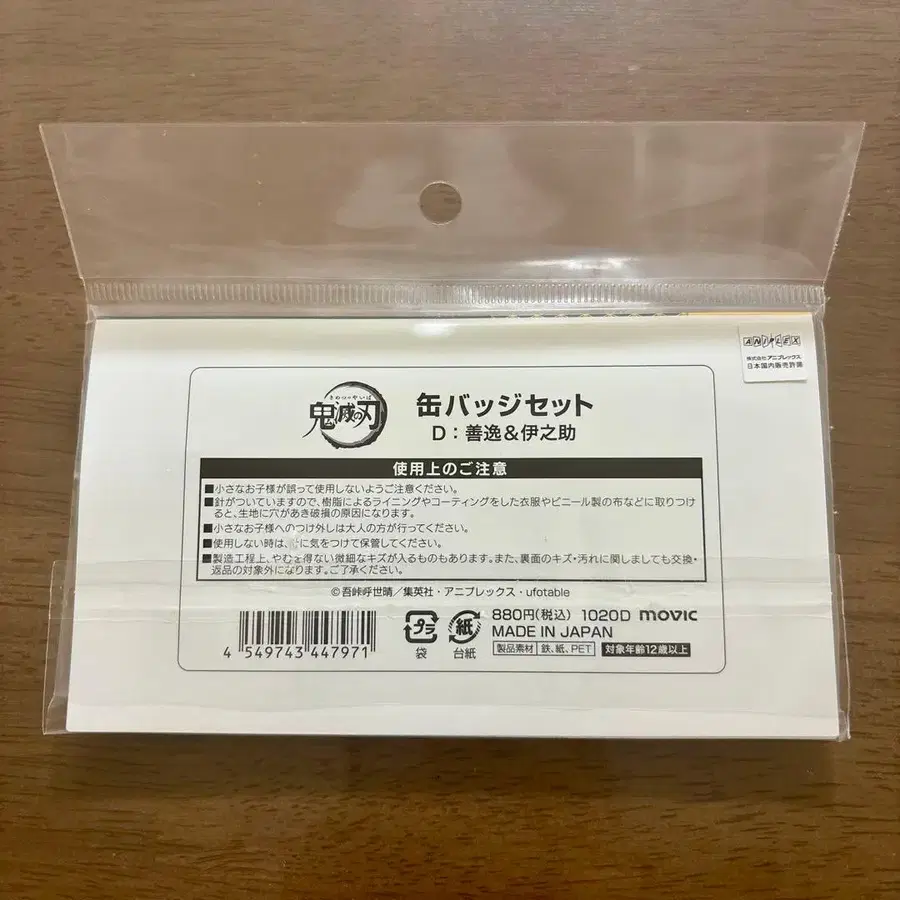 ANIPLEX
株式会社アニプレックス
日本国内販売許諾
きめつのやいば
鬼滅の刃
缶バッジセット
D：善逸＆伊之助
使用上のご注意
■小さなお子様が誤って使用しないようご注意ください。
■針がついていますので、樹脂によるライニングやコーティングをした衣服やビニール製の布などに取りつけ
ると、生地に穴があき破損の原因になります。
■小さなお子様へのつけ外しは大人の方が行ってください。
■使用しない時は、針に気をつけて保管してください。
■製造工程上、やむを得ない微細なキズが入るものもあります。また、裏面のキズ・汚れに関しましても交換・
返品の対象外になります。ご了承ください。
©吾峠呼世晴／集英社・アニプレックス・ufotable
4 549743 447971
プラ
袋
紙
台紙
880円(税込) 1020D movic
MADE IN JAPAN
製品素材 鉄、紙、PET 対象年齢12歳以上